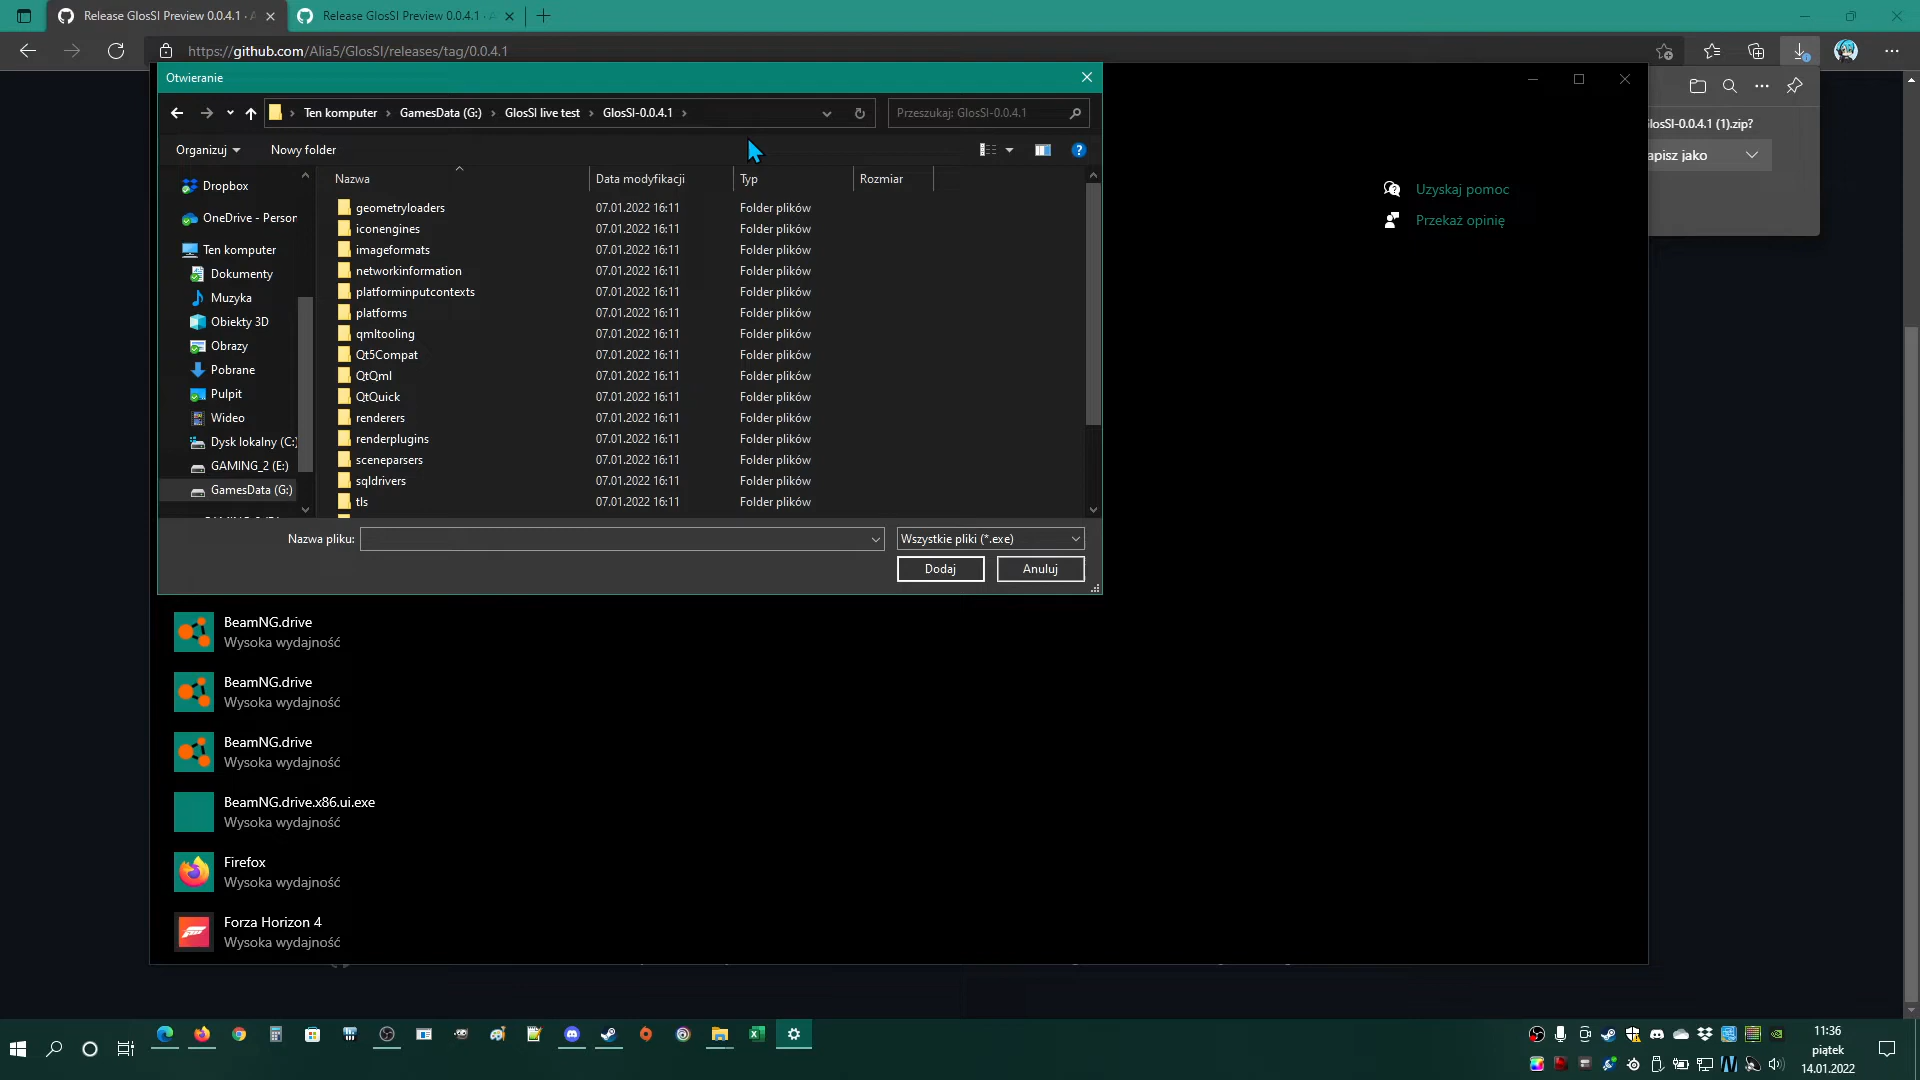 Release GlosSI Preview 0.0.4.1 · A
Release GlosSI Preview 0.0.4.1 · A
https://github.com/Alia5/GlosSI/releases/tag/0.0.4.1
Otwieranie
Ten komputer
GamesData (G:)
GlosSI live test
GlosSI-0.0.4.1
Przeszukaj: GlosSI-0.0.4.1
Organizuj
Nowy folder
Nazwa
Data modyfikacji
Typ
Rozmiar
Dropbox
OneDrive - Person
Ten komputer
Dokumenty
Muzyka
Obiekty 3D
Obrazy
Pobrane
Pulpit
Wideo
Dysk lokalny (C:)
GAMING_2 (E:)
GamesData (G:)
geometryloaders 07.01.2022 16:11 Folder plików
iconengines 07.01.2022 16:11 Folder plików
imageformats 07.01.2022 16:11 Folder plików
networkinformation 07.01.2022 16:11 Folder plików
platforminputcontexts 07.01.2022 16:11 Folder plików
platforms 07.01.2022 16:11 Folder plików
qmltooling 07.01.2022 16:11 Folder plików
Qt5Compat 07.01.2022 16:11 Folder plików
QtQml 07.01.2022 16:11 Folder plików
QtQuick 07.01.2022 16:11 Folder plików
renderers 07.01.2022 16:11 Folder plików
renderplugins 07.01.2022 16:11 Folder plików
sceneparsers 07.01.2022 16:11 Folder plików
sqldrivers 07.01.2022 16:11 Folder plików
tls 07.01.2022 16:11 Folder plików
Nazwa pliku:
Wszystkie pliki (*.exe)
Dodaj
Anuluj
losSI-0.0.4.1 (1).zip?
apisz jako
Uzyskaj pomoc
Przekaż opinię
BeamNG.drive
Wysoka wydajność
BeamNG.drive
Wysoka wydajność
BeamNG.drive
Wysoka wydajność
BeamNG.drive.x86.ui.exe
Wysoka wydajność
Firefox
Wysoka wydajność
Forza Horizon 4
Wysoka wydajność
11:36
piątek
14.01.2022